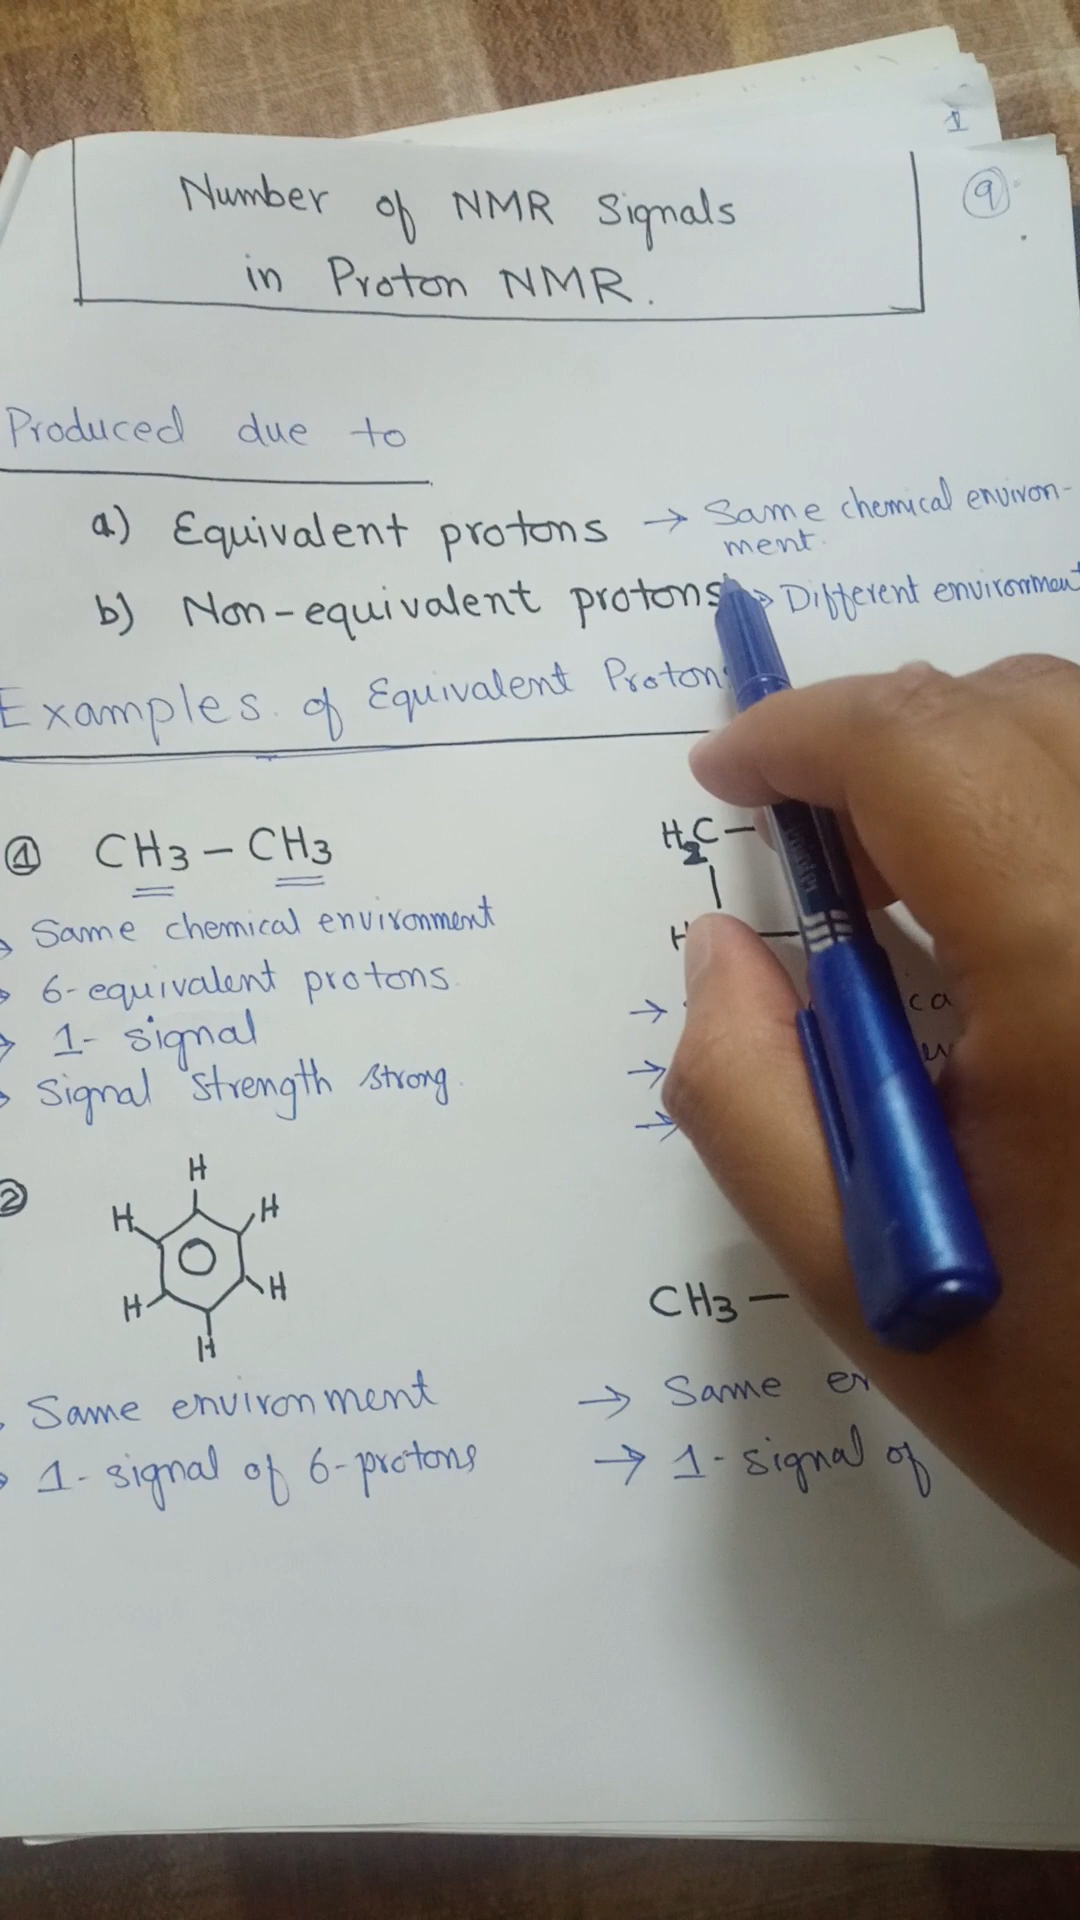 1
9
Number of NMR Signals
in Proton NMR.
Produced due to
a) Equivalent protons → Same chemical environ-
ment.
b) Non-equivalent protons → Different environment
Examples of Equivalent Proton
① CH3 – CH3
Same chemical environment
6-equivalent protons.
1- signal
Signal Strength strong.
H2C –
→
→
→
②
H
H H
H H
H
Same environment
1-signal of 6-protons
CH3 –
→ Same
→ 1-signal of